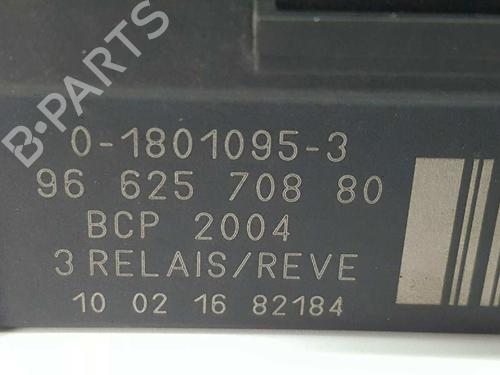 B-PARTS
0-1801095-3
96 625 708 80
BCP 2004
3 RELAIS/REVE
10 02 16 82184